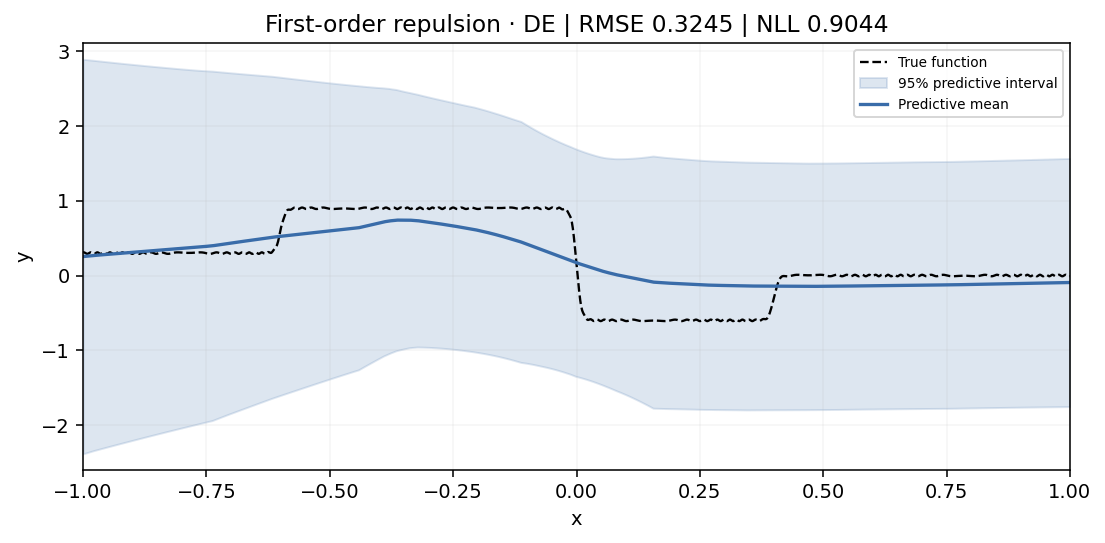 First-order repulsion · DE | RMSE 0.3245 | NLL 0.9044
True function
95% predictive interval
Predictive mean
3
2
1
0
−1
−2
y
−1.00 −0.75 −0.50 −0.25 0.00 0.25 0.50 0.75 1.00
x